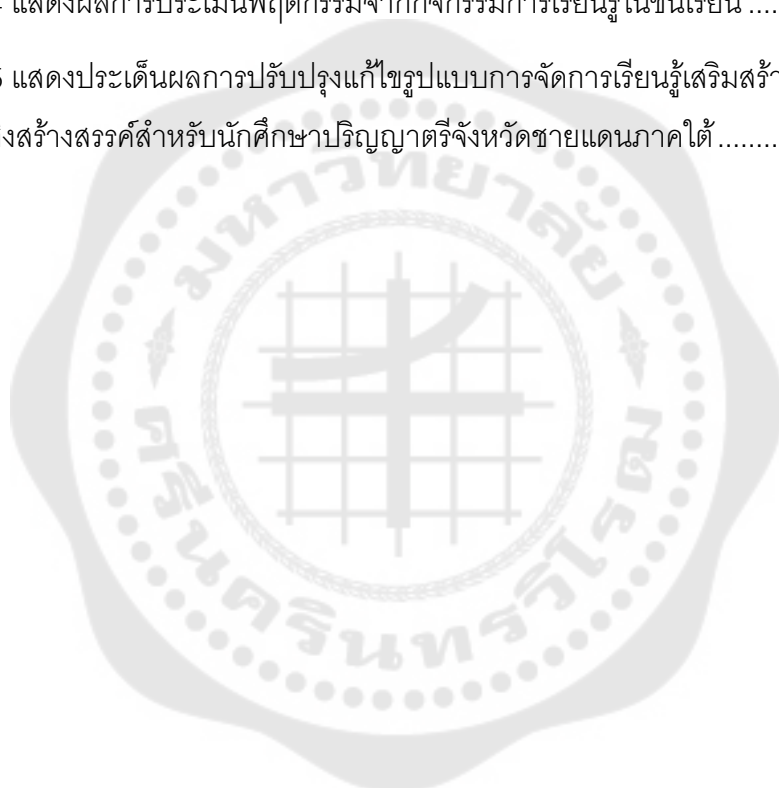 แสดงผลการประเมินพฤติกรรมจากกิจกรรมการเรียนรู้ในชั้นเรียน ....
แสดงประเด็นผลการปรับปรุงแก้ไขรูปแบบการจัดการเรียนรู้เสริมสร้า
งสร้างสรรค์สำหรับนักศึกษาปริญญาตรีจังหวัดชายแดนภาคใต้ ........
มหาวิทยาลัย
ศรีนครินทรวิโรฒ